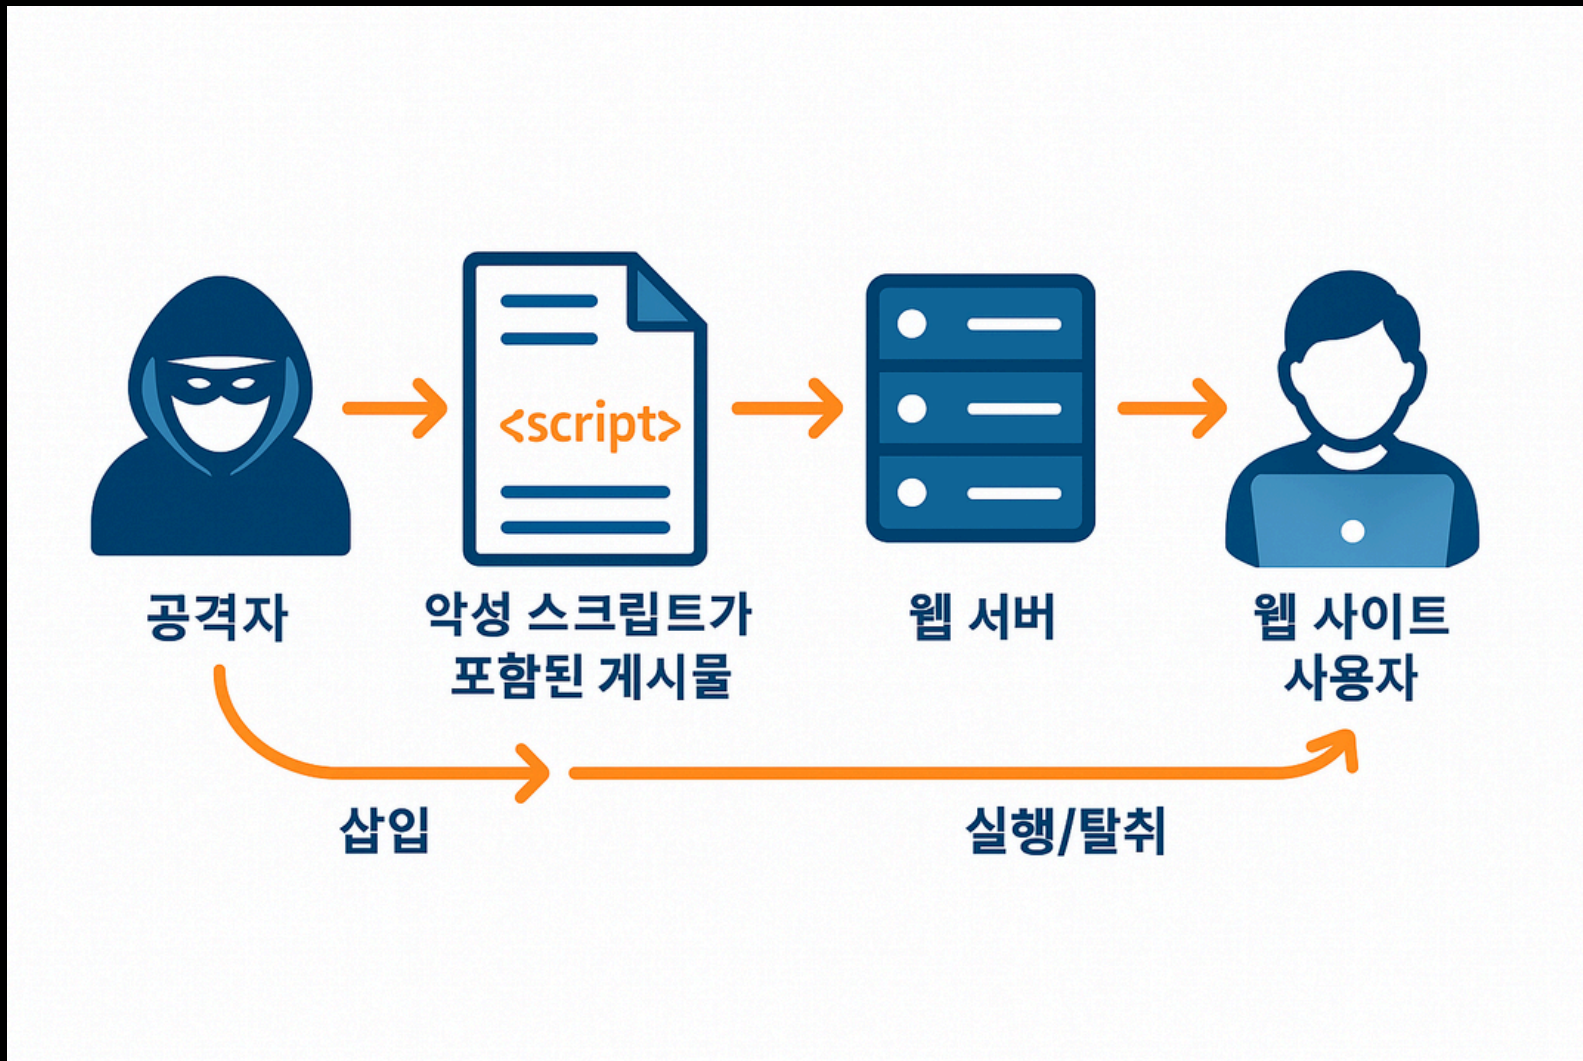 <script>
공격자
악성 스크립트가
포함된 게시물
웹 서버
웹 사이트
사용자
삽입
실행/탈취